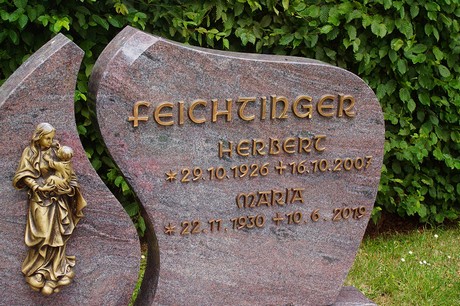 FEICHTINGER
HERBERT
*29.10.1926 +16.10.2007
MARIA
*22.11.1930 +10.6.2019